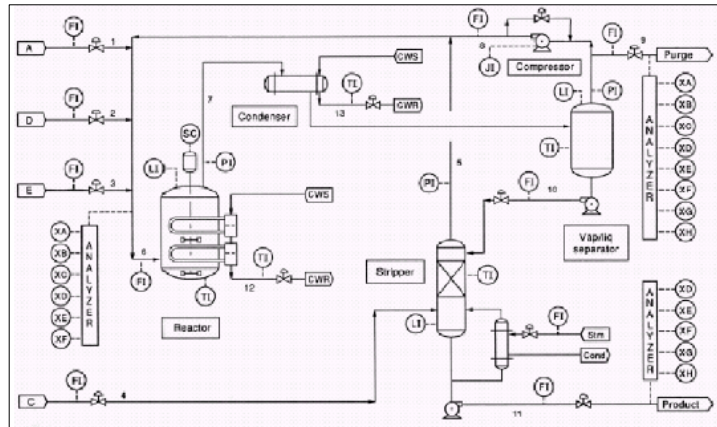 FI
FI
FI
8
9
A
1
CWS
JI
Compressor
Purge
FI
7
TI
LI
PI
XA
D
2
Condenser
13
CWR
XB
SC
XC
FI
LI
PI
5
TI
XD
E
3
PI
FI
XE
CWS
10
XF
XA
XG
XB
6
TI
Vap/liq
separator
XH
XC
FI
12
CWR
Stripper
TI
XD
TI
XD
XE
Reactor
LI
FI
XE
XF
Stm
XF
Cond
XG
FI
FI
XH
C
4
11
Product
ANALYZER
ANALYZER
ANALYZER